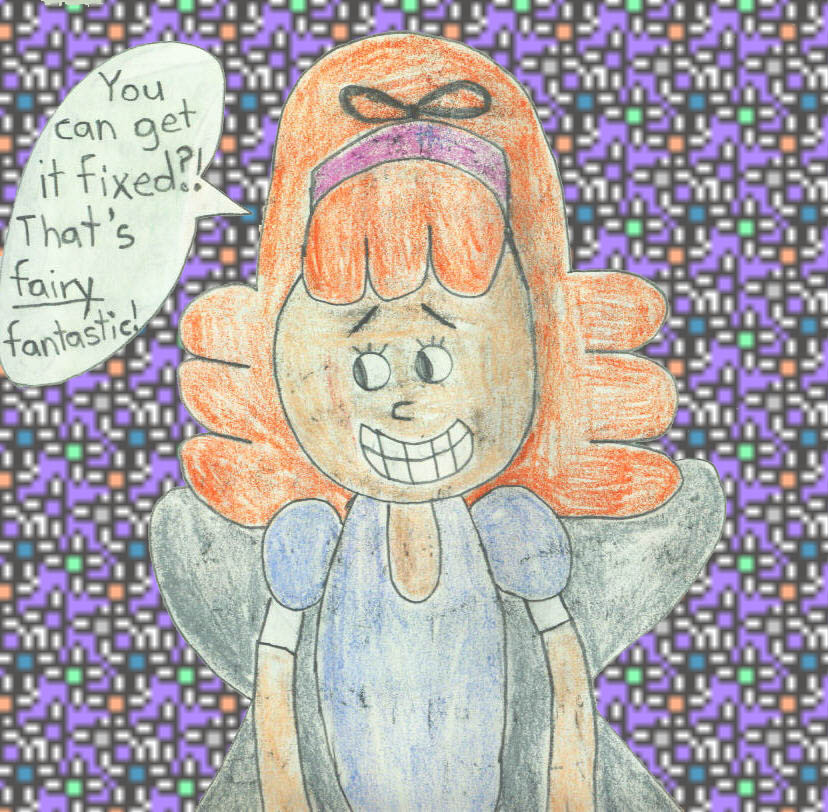 You
can get
it fixed?!
That's
fairy
fantastic!